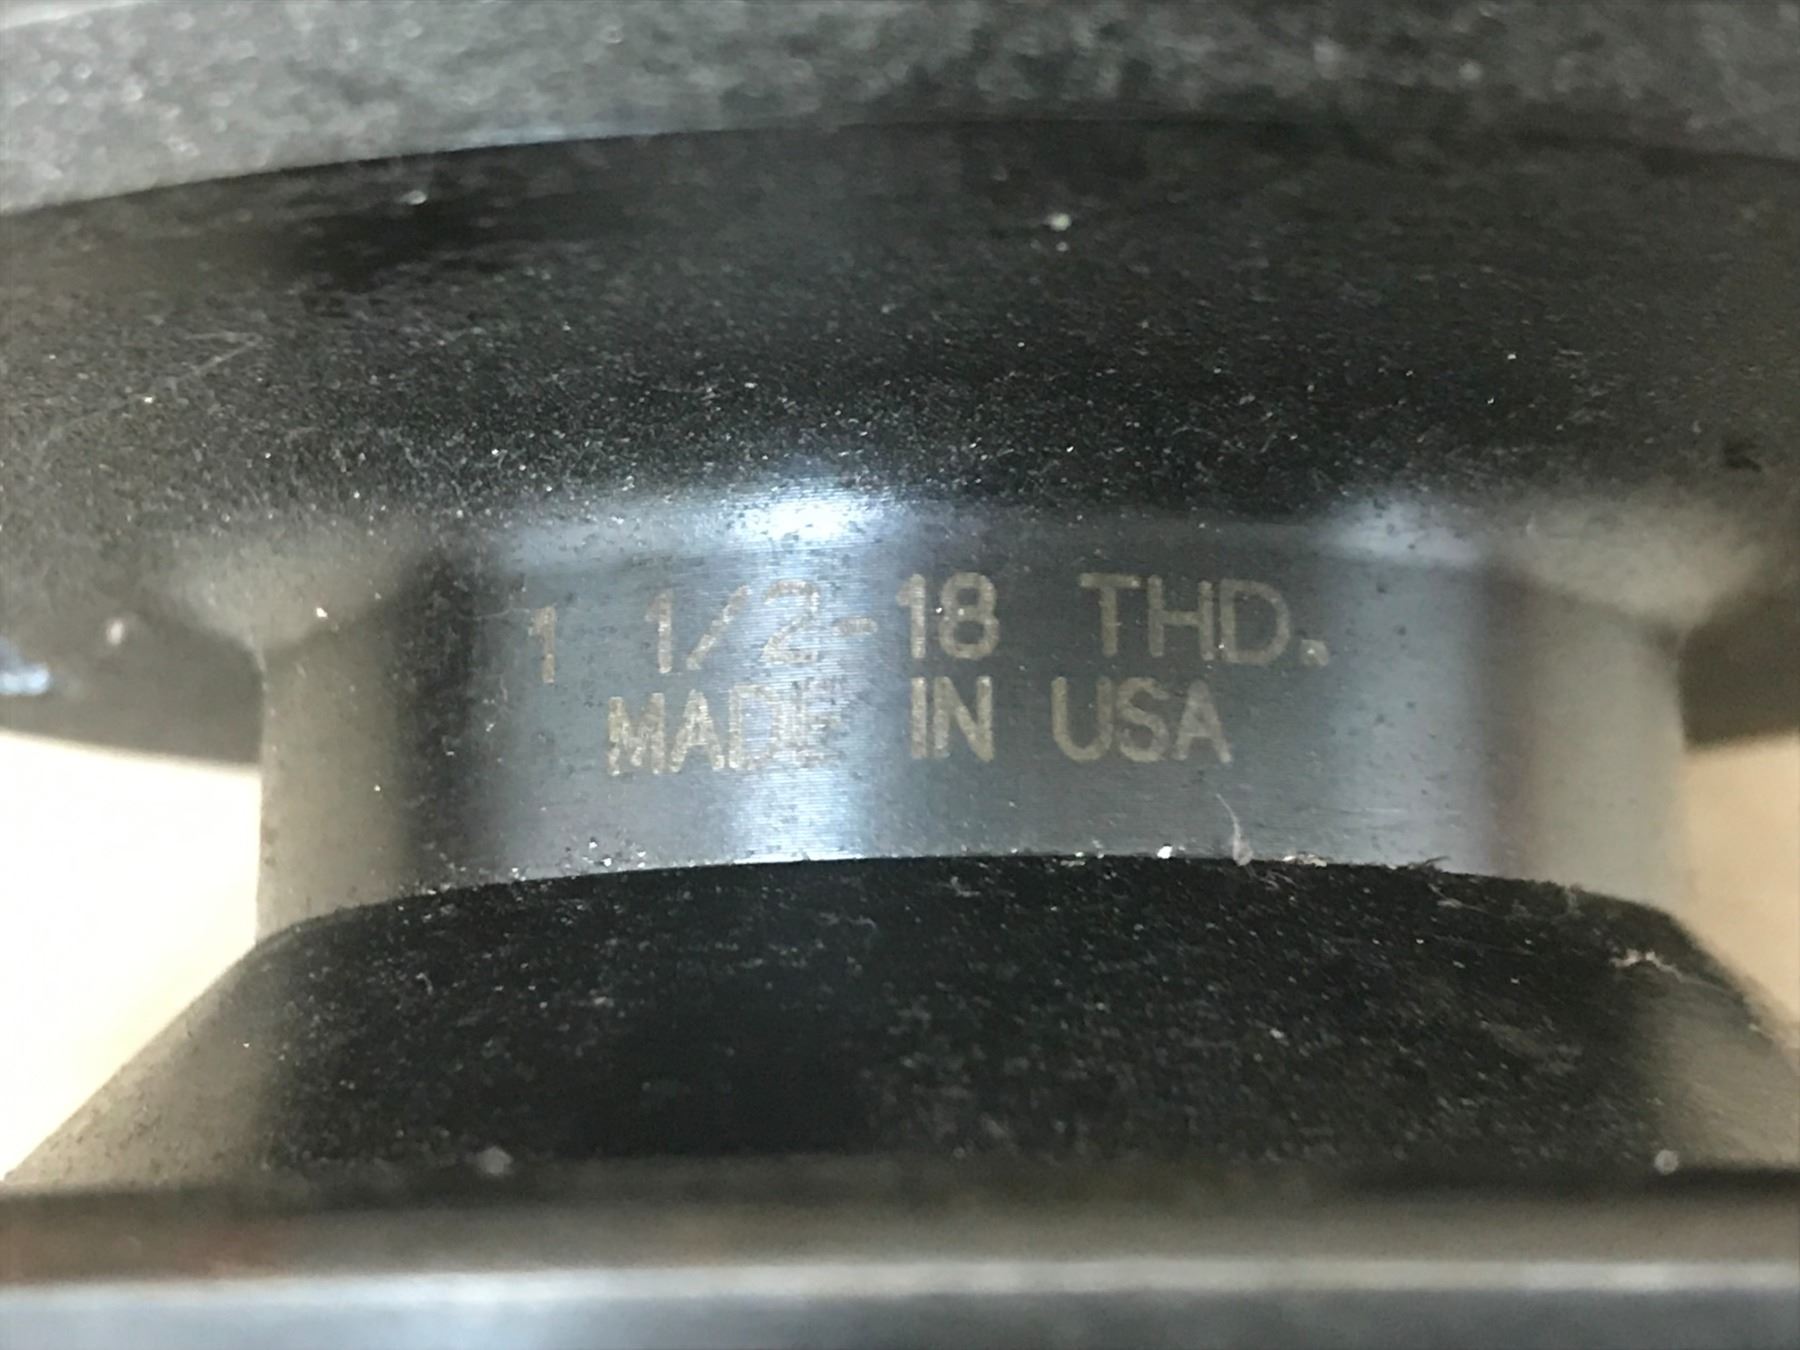 1 1/2-18 THD.
MADE IN USA